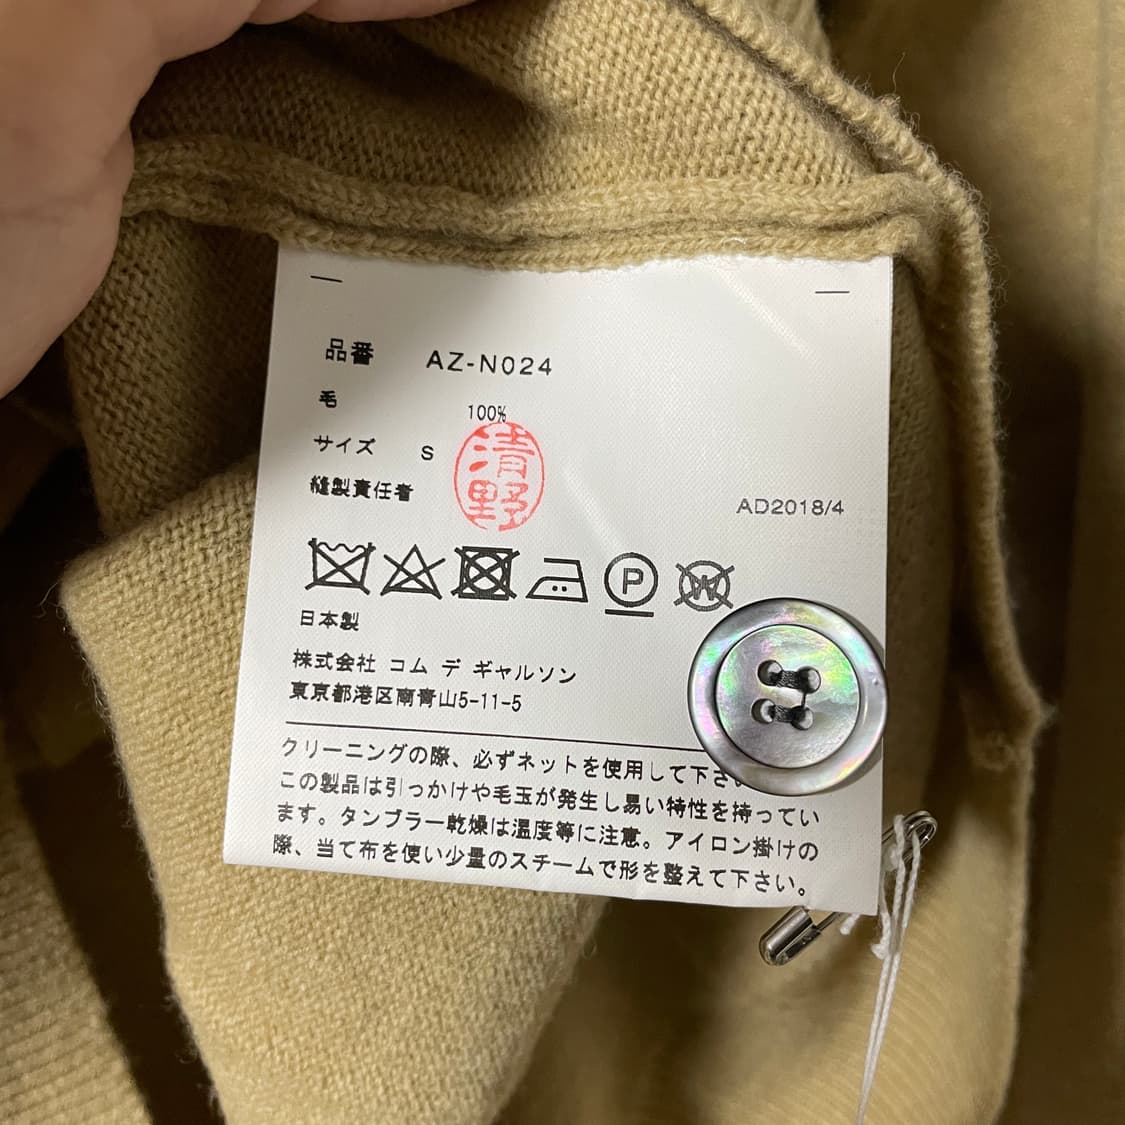 品番 AZ-N024
毛 100%
サイズ S
清野
縫製責任者
AD2018/4
P W
日本製
株式会社 コム デ ギャルソン
東京都港区南青山5-11-5
クリーニングの際、必ずネットを使用して下さ
この製品は引っかけや毛玉が発生し易い特性を持ってい
ます。タンブラー乾燥は温度等に注意。アイロン掛けの
際、当て布を使い少量のスチームで形を整えて下さい。